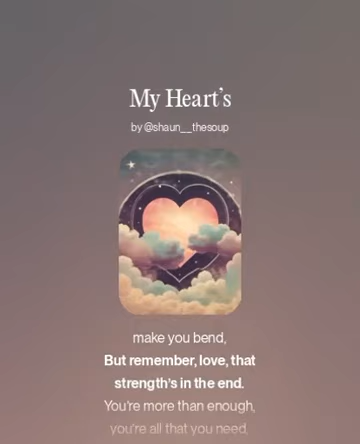 My Heart's
by @shaun__thesoup
make you bend,
But remember, love, that
strength's in the end.
You're more than enough,
you're all that you need,